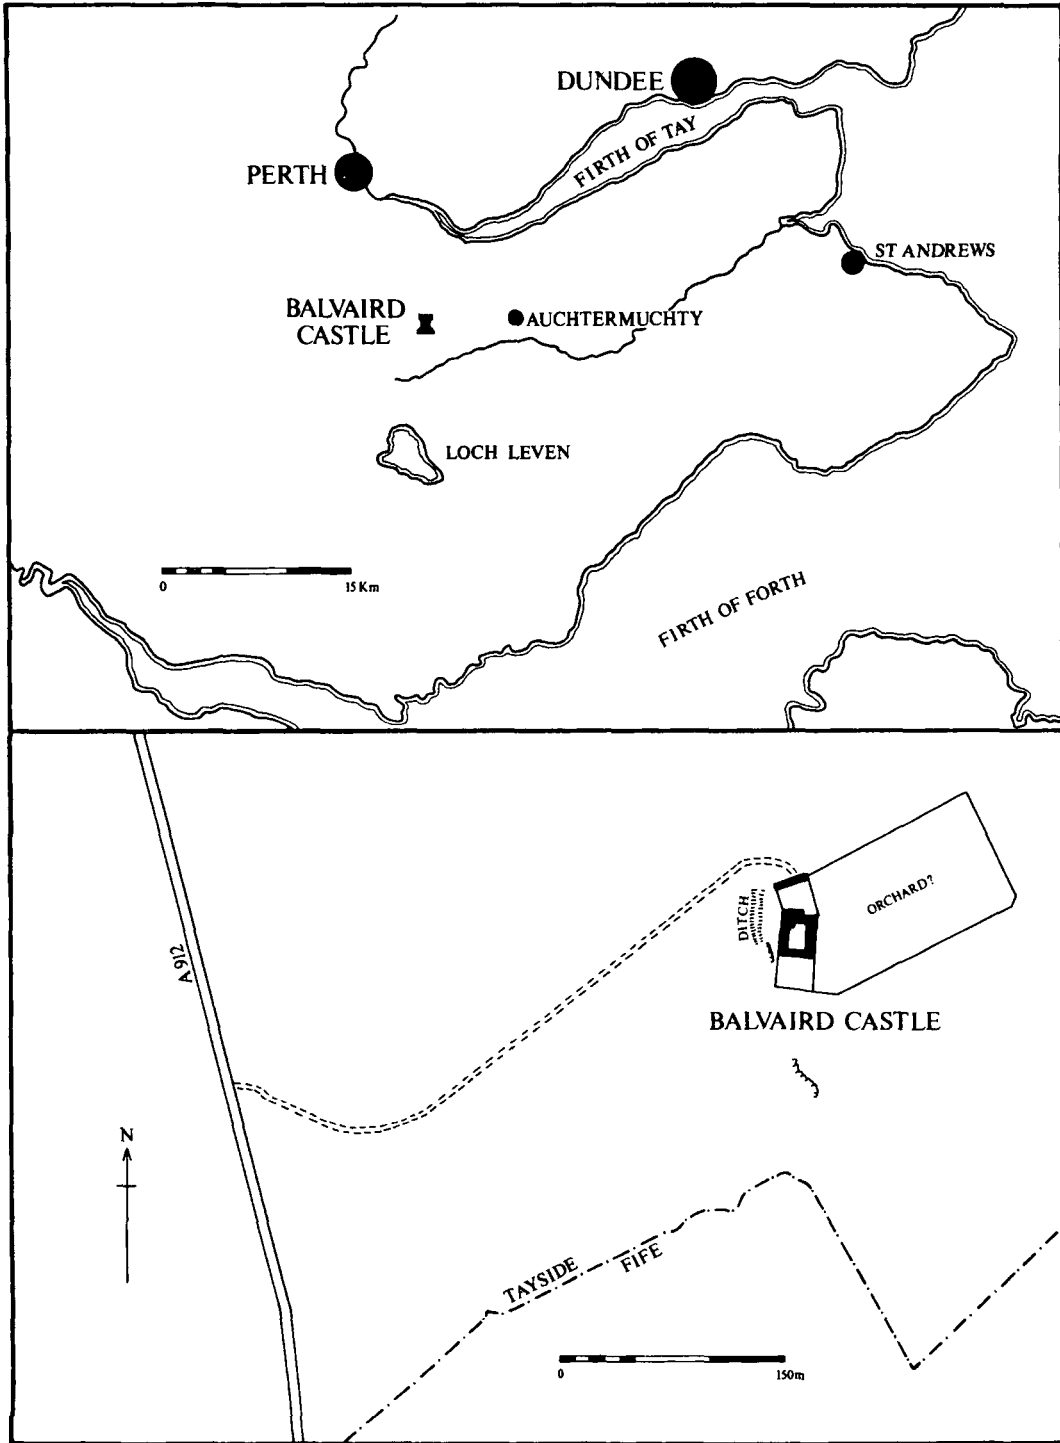 DUNDEE
FIRTH OF TAY
PERTH
ST ANDREWS
BALVAIRD
CASTLE
AUCHTERMUCHTY
LOCH LEVEN
0 15 Km
FIRTH OF FORTH
A 912
DITCH
ORCHARD?
BALVAIRD CASTLE
N
TAYSIDE
FIFE
0 150m